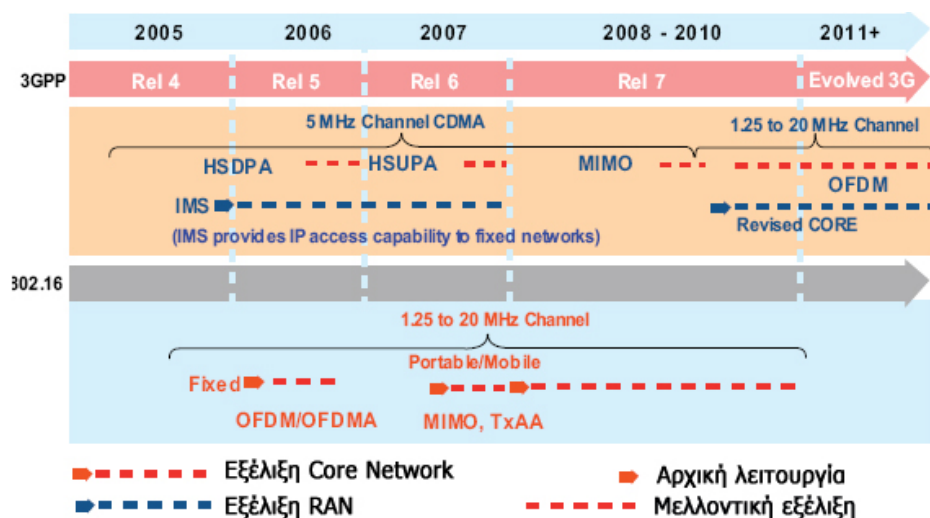 2005 2006 2007 2008 - 2010 2011+
3GPP Rel 4 Rel 5 Rel 6 Rel 7 Evolved 3G
5 MHz Channel CDMA 1.25 to 20 MHz Channel
HSDPA HSUPA MIMO
OFDM
IMS
Revised CORE
(IMS provides IP access capability to fixed networks)
802.16
1.25 to 20 MHz Channel
Portable/Mobile
Fixed
OFDM/OFDMA MIMO, TxAA
Εξέλιξη Core Network Αρχική λειτουργία
Εξέλιξη RAN Μελλοντική εξέλιξη